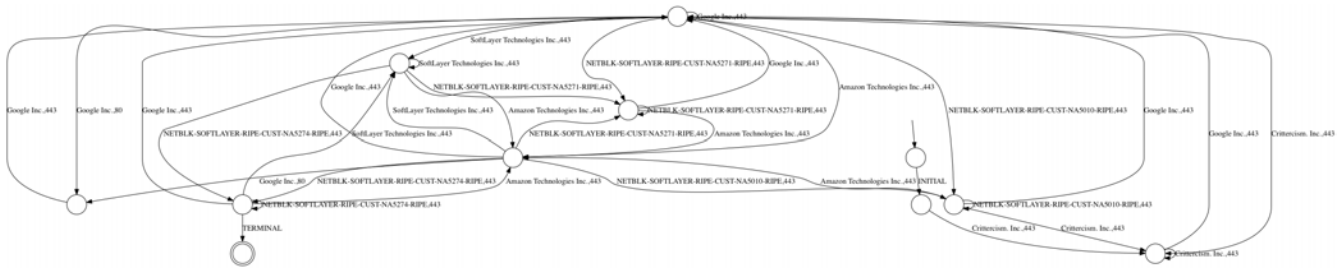 Google Inc.,443
SoftLayer Technologies Inc.,443
SoftLayer Technologies Inc.,443
NETBLK-SOFTLAYER-RIPE-CUST-NA5271-RIPE,443
Google Inc.,443
Google Inc.,443
NETBLK-SOFTLAYER-RIPE-CUST-NA5271-RIPE,443
Amazon Technologies Inc.,443
Google Inc.,443
Google Inc.,80
Google Inc.,443
SoftLayer Technologies Inc.,443
Amazon Technologies Inc.,443
NETBLK-SOFTLAYER-RIPE-CUST-NA5271-RIPE,443
NETBLK-SOFTLAYER-RIPE-CUST-NA5010-RIPE,443
Google Inc.,443
NETBLK-SOFTLAYER-RIPE-CUST-NA5274-RIPE,443
SoftLayer Technologies Inc.,443
NETBLK-SOFTLAYER-RIPE-CUST-NA5271-RIPE,443
Amazon Technologies Inc.,443
Google Inc.,443
Crittercism. Inc.,443
Google Inc.,80
NETBLK-SOFTLAYER-RIPE-CUST-NA5274-RIPE,443
Amazon Technologies Inc.,443
NETBLK-SOFTLAYER-RIPE-CUST-NA5010-RIPE,443
Amazon Technologies Inc.,443
INITIAL
NETBLK-SOFTLAYER-RIPE-CUST-NA5274-RIPE,443
NETBLK-SOFTLAYER-RIPE-CUST-NA5010-RIPE,443
TERMINAL
Crittercism. Inc.,443
Crittercism. Inc.,443
Crittercism. Inc.,443